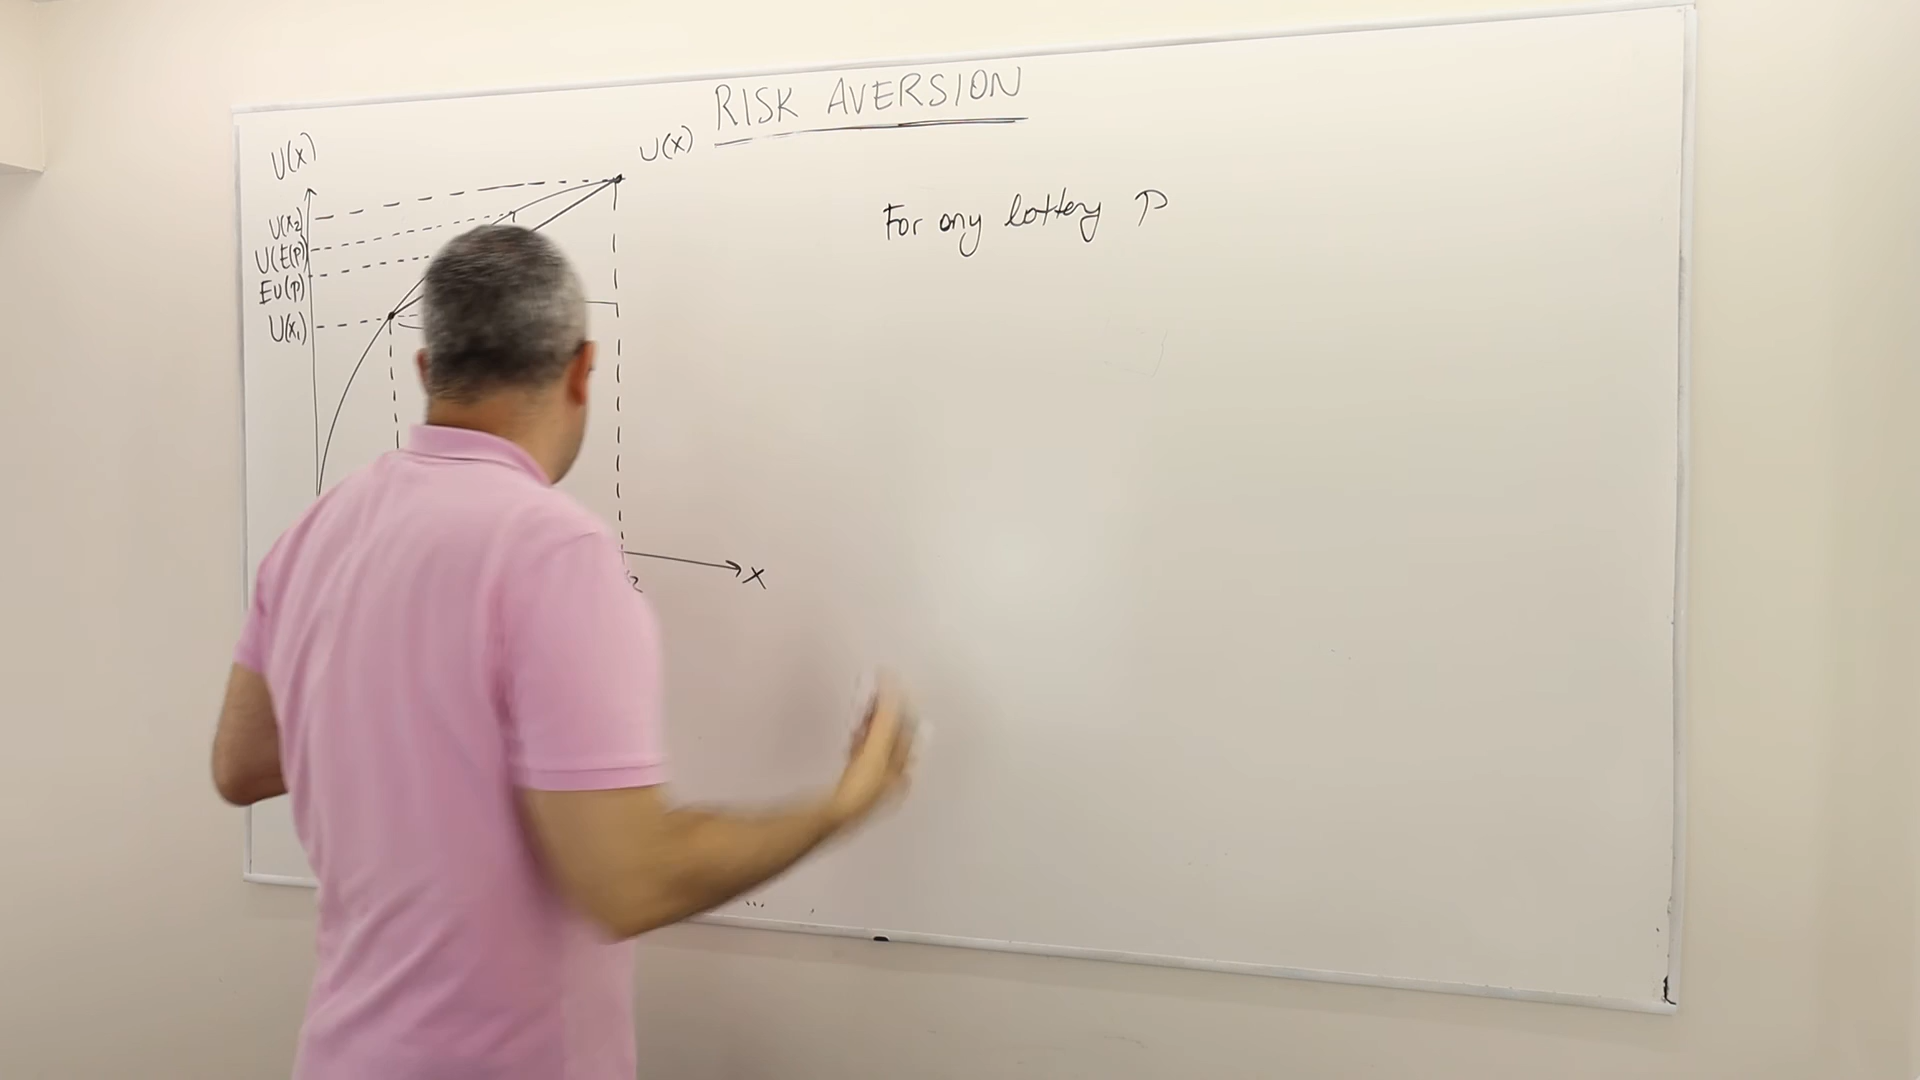 RISK AVERSION
U(x)
U(x)
U(x₂)
U(E(p))
EU(p)
U(x₁)
x
For any lottery p